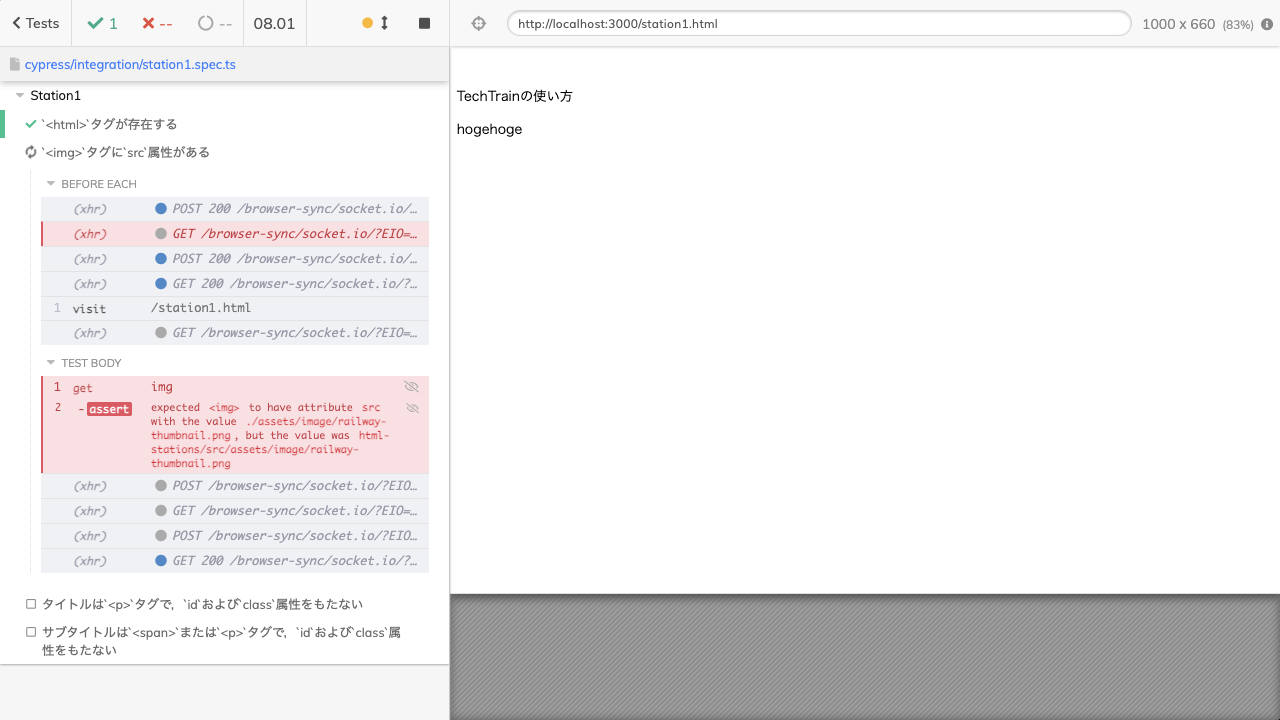 Tests
1
--
--
08.01
http://localhost:3000/station1.html
1000 x 660 (83%)
cypress/integration/station1.spec.ts
Station1
`<html>`タグが存在する
`<img>`タグに`src`属性がある
BEFORE EACH
(xhr) POST 200 /browser-sync/socket.io/…
(xhr) GET /browser-sync/socket.io/?EIO=…
(xhr) POST 200 /browser-sync/socket.io/…
(xhr) GET 200 /browser-sync/socket.io/?…
1 visit /station1.html
(xhr) GET /browser-sync/socket.io/?EIO=…
TEST BODY
1 get img
2 -assert expected <img> to have attribute src
with the value ./assets/image/railway-
thumbnail.png, but the value was html-
stations/src/assets/image/railway-
thumbnail.png
(xhr) POST /browser-sync/socket.io/?EIO…
(xhr) GET /browser-sync/socket.io/?EIO=…
(xhr) POST /browser-sync/socket.io/?EIO…
(xhr) GET 200 /browser-sync/socket.io/?…
タイトルは`<p>`タグで，`id`および`class`属性をもたない
サブタイトルは`<span>`または`<p>`タグで，`id`および`class`属
性をもたない
TechTrainの使い方
hogehoge